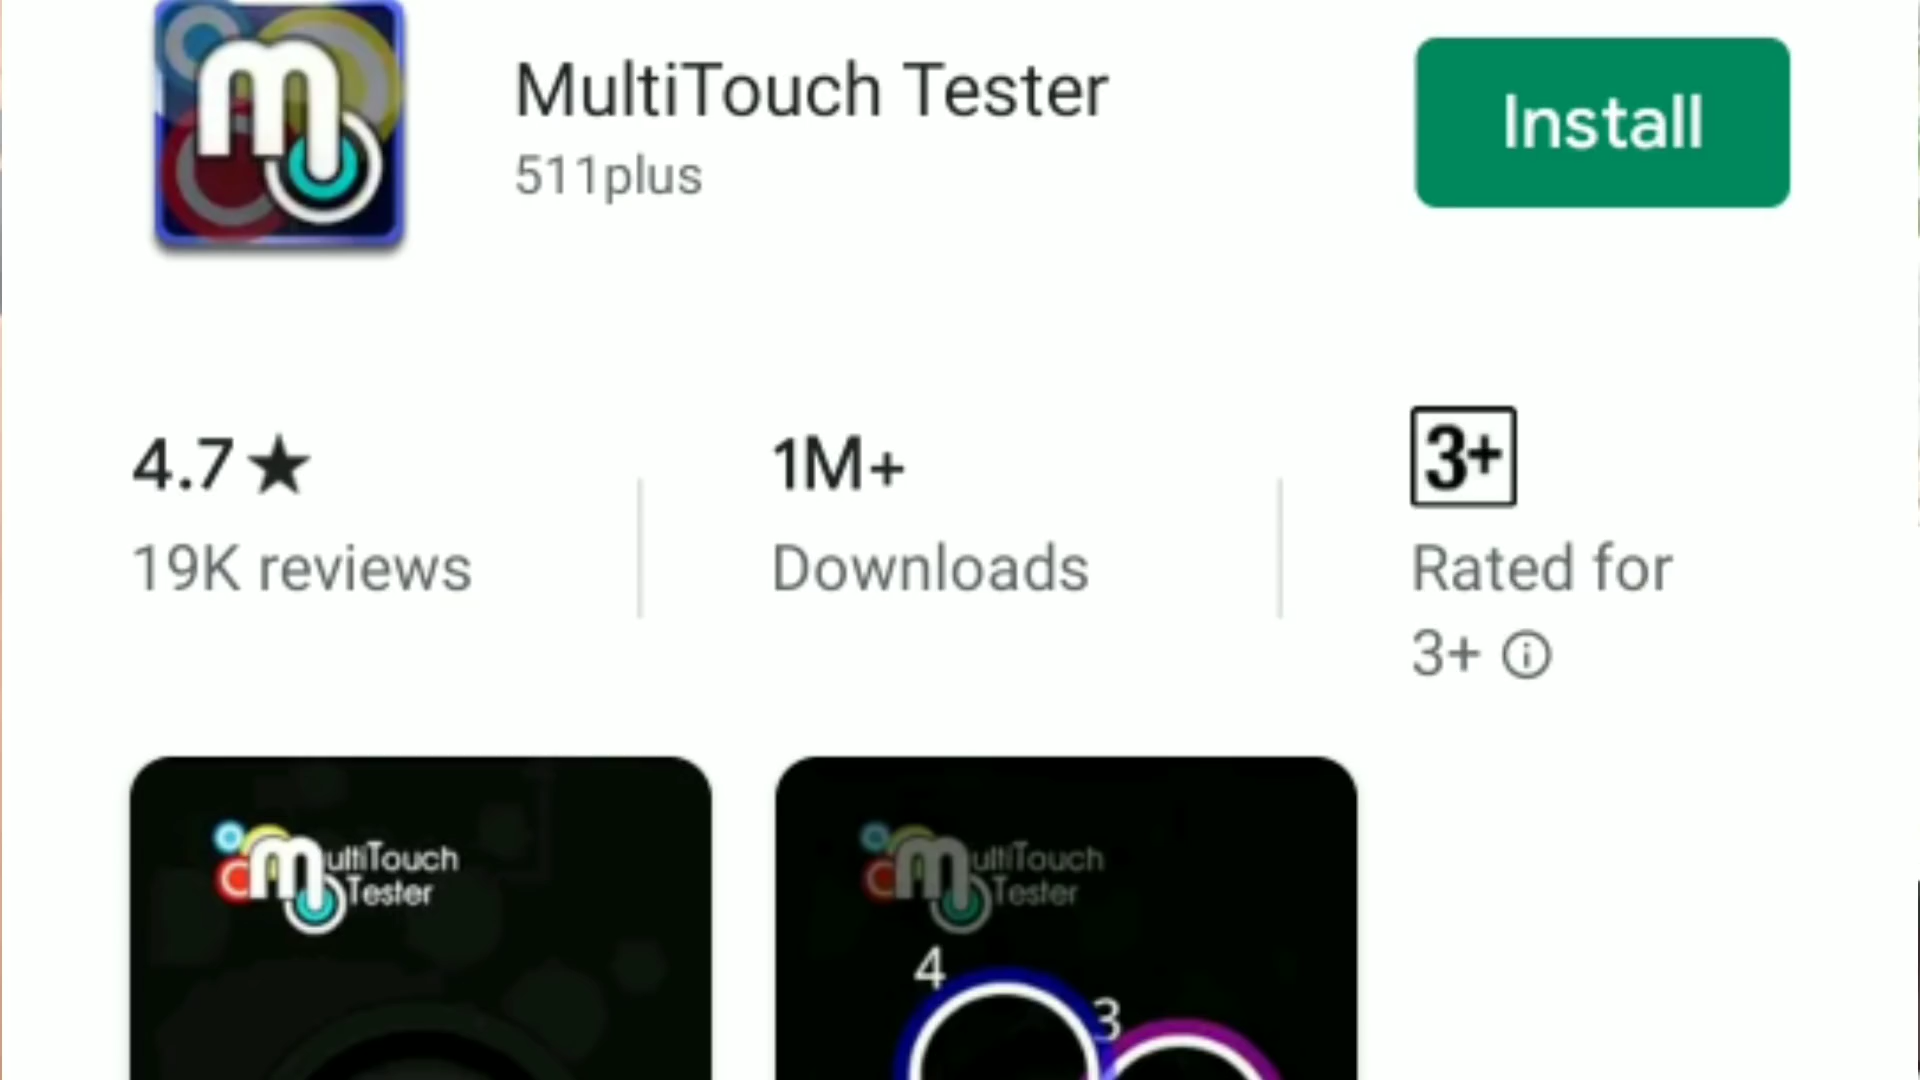 m
MultiTouch Tester
511plus
Install
4.7★
19K reviews
1M+
Downloads
3+
Rated for
3+ ⓘ
multiTouch
Tester
multiTouch
Tester
4
3